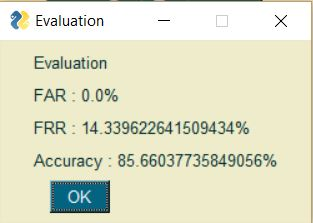 Evaluation
Evaluation
FAR : 0.0%
FRR : 14.339622641509434%
Accuracy : 85.66037735849056%
OK